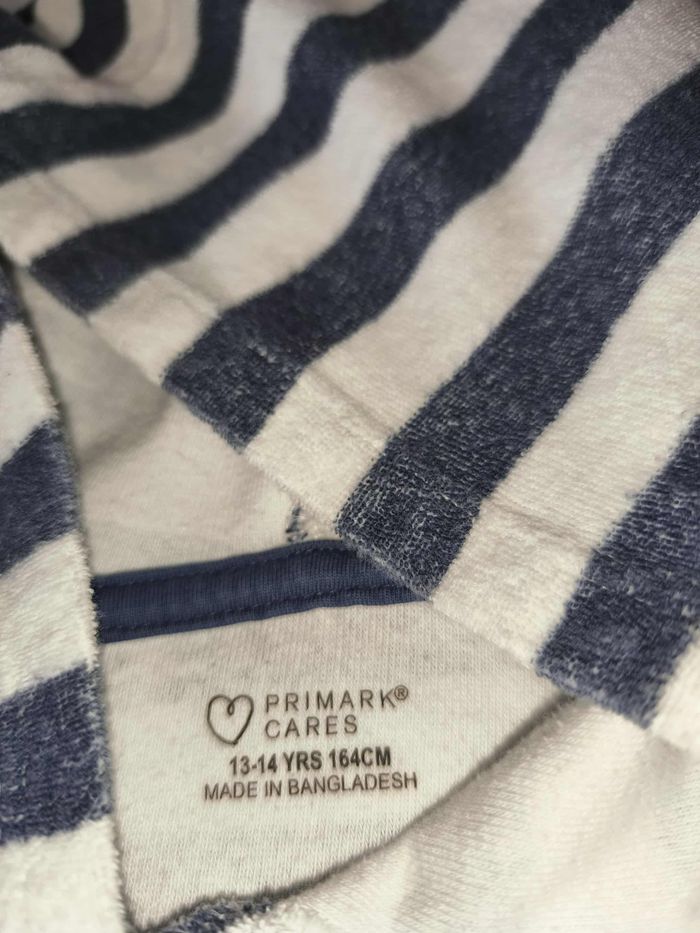 PRIMARK®
CARES
13-14 YRS 164CM
MADE IN BANGLADESH